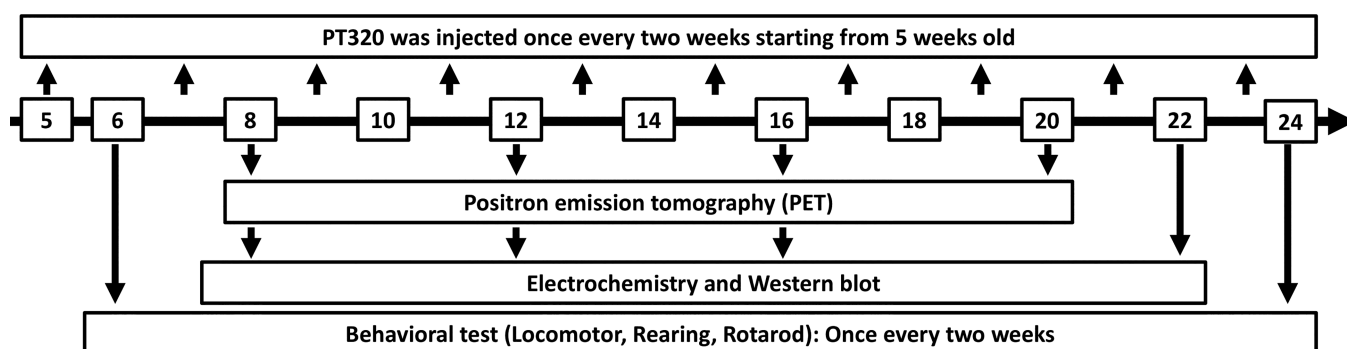 PT320 was injected once every two weeks starting from 5 weeks old
5 6 8 10 12 14 16 18 20 22 24
Positron emission tomography (PET)
Electrochemistry and Western blot
Behavioral test (Locomotor, Rearing, Rotarod): Once every two weeks